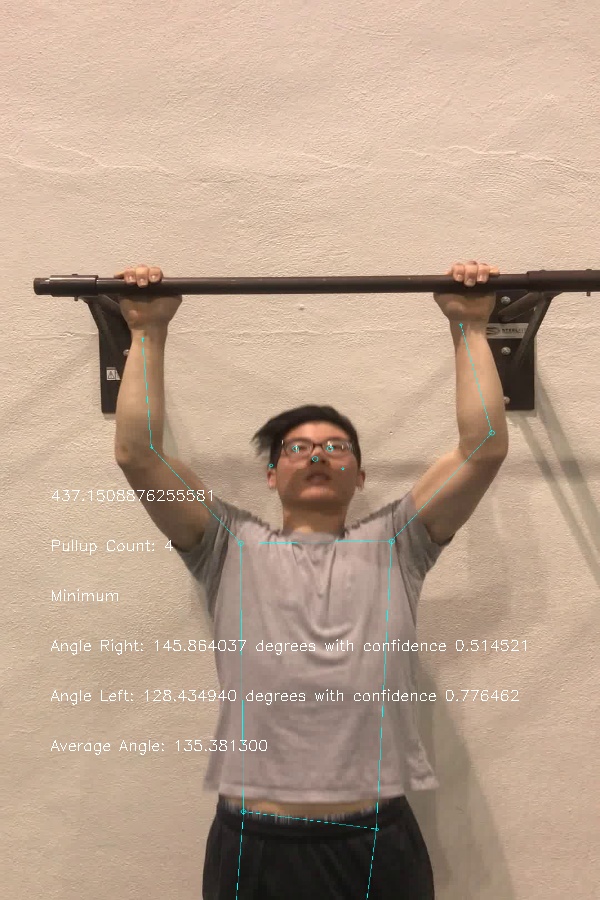 437.1508876255581
Pullup Count: 4
Minimum
Angle Right: 145.864037 degrees with confidence 0.514521
Angle Left: 128.434940 degrees with confidence 0.776462
Average Angle: 135.381300